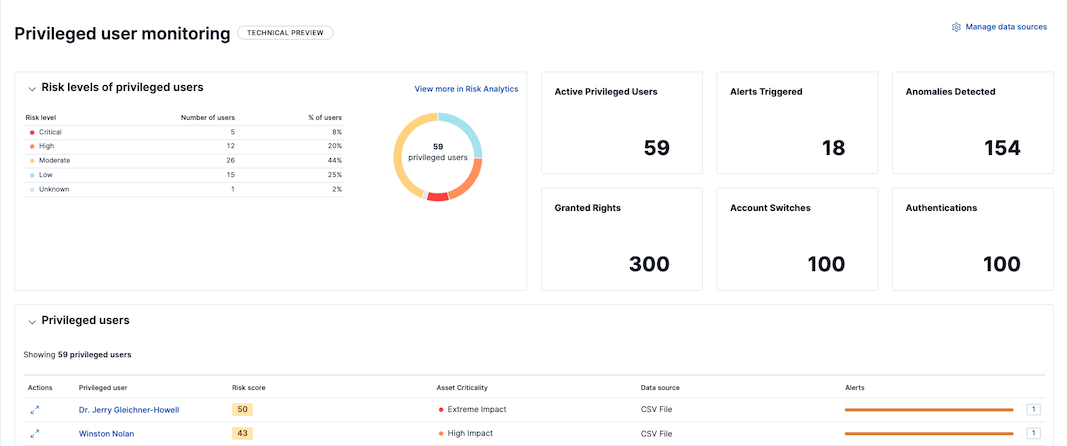 Privileged user monitoring TECHNICAL PREVIEW
Manage data sources
Risk levels of privileged users
View more in Risk Analytics
Risk level Number of users % of users
Critical 5 8%
High 12 20%
Moderate 26 44%
Low 15 25%
Unknown 1 2%
59
privileged users
Active Privileged Users
59
Alerts Triggered
18
Anomalies Detected
154
Granted Rights
300
Account Switches
100
Authentications
100
Privileged users
Showing 59 privileged users
Actions Privileged user Risk score Asset Criticality Data source Alerts
Dr. Jerry Gleichner-Howell 50 Extreme Impact CSV File 1
Winston Nolan 43 High Impact CSV File 1